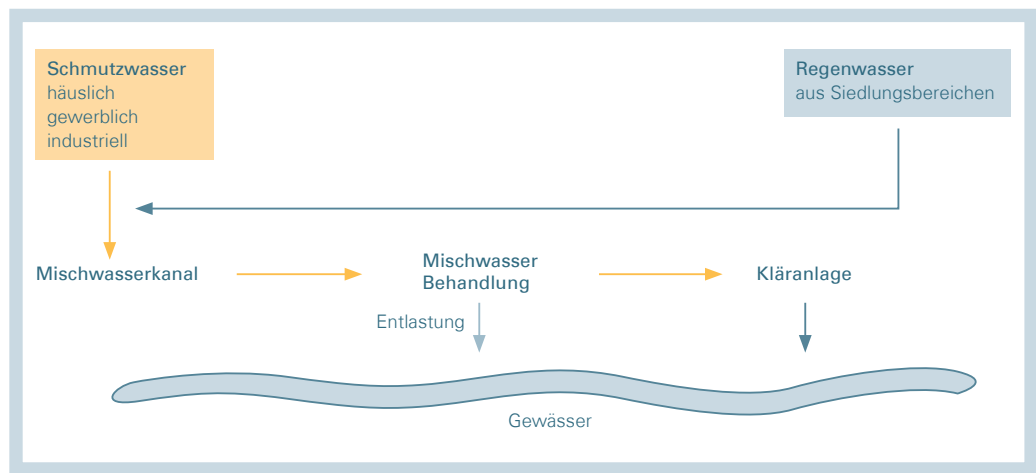 Schmutzwasser
häuslich
gewerblich
industriell
Regenwasser
aus Siedlungsbereichen
Mischwasserkanal
Mischwasser
Behandlung
Kläranlage
Entlastung
Gewässer